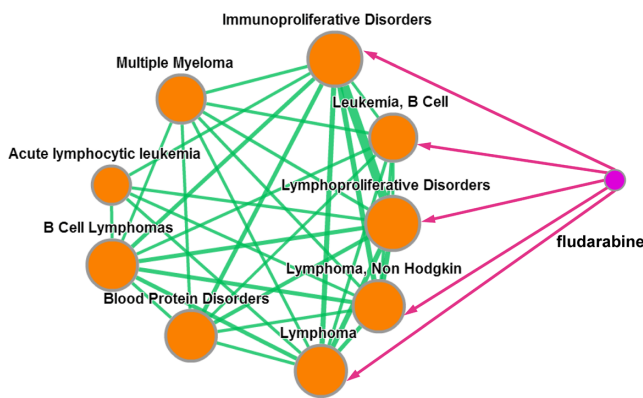 Immunoproliferative Disorders
Multiple Myeloma
Leukemia, B Cell
Acute lymphocytic leukemia
Lymphoproliferative Disorders
B Cell Lymphomas
fludarabine
Lymphoma, Non Hodgkin
Blood Protein Disorders
Lymphoma